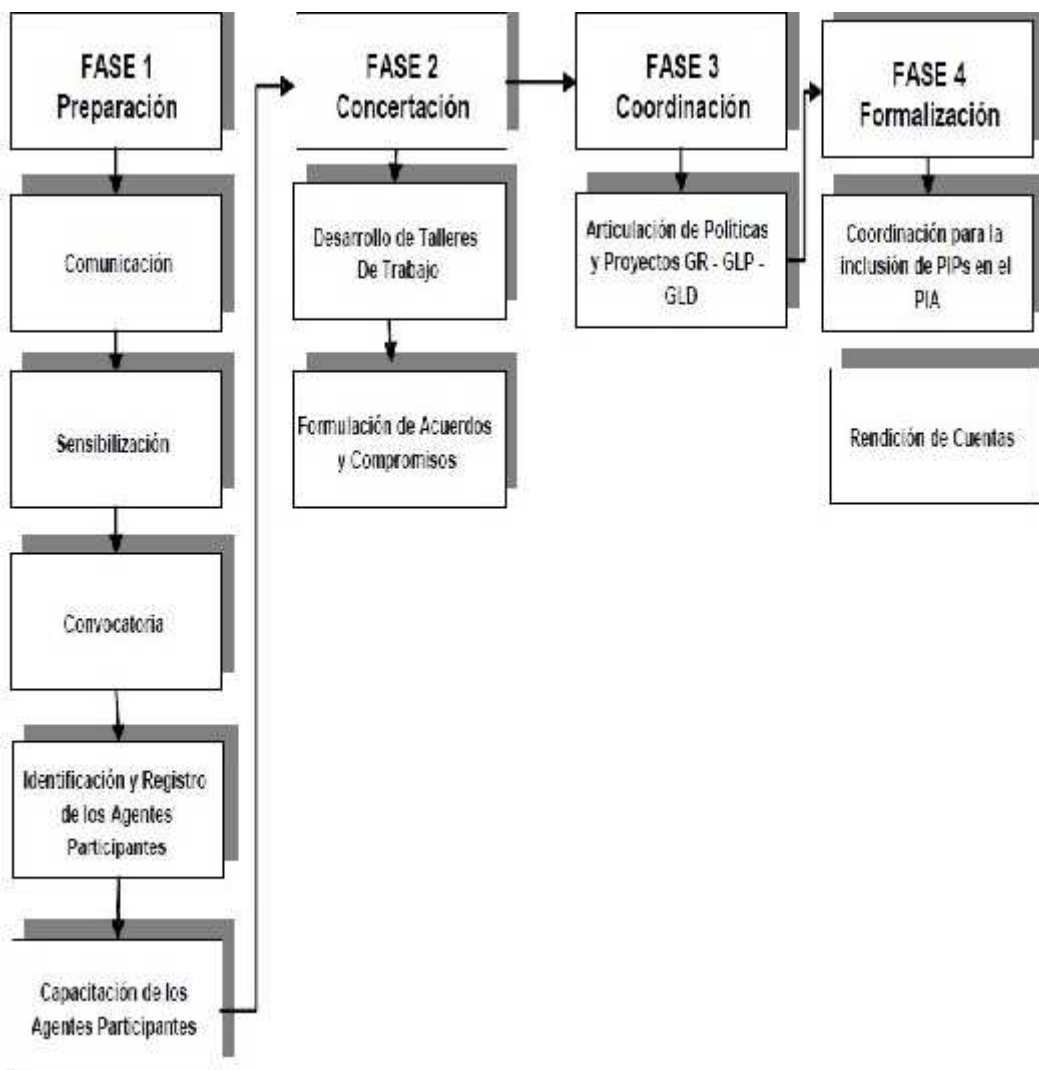 FASE 1
Preparación
Comunicación
Sensibilización
Convocatoria
Identificación y Registro
de los Agentes
Participantes
Capacitación de los
Agentes Participantes
FASE 2
Concertación
Desarrollo de Talleres
De Trabajo
Formulación de Acuerdos
y Compromisos
FASE 3
Coordinación
Articulación de Políticas
y Proyectos GR - GLP -
GLD
FASE 4
Formalización
Coordinación para la
inclusión de PIPs en el
PIA
Rendición de Cuentas